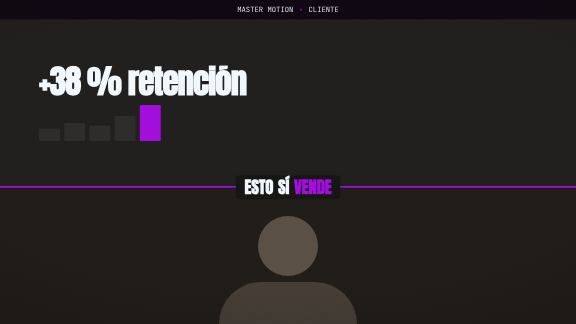 MASTER MOTION • CLIENTE
+38 % retención
ESTO SÍ VENDE